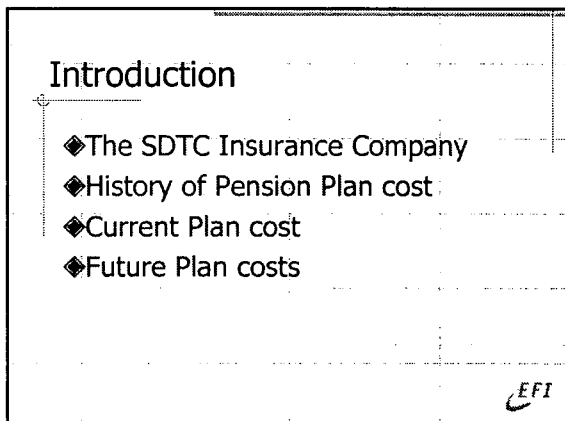 Introduction
The SDTC Insurance Company
History of Pension Plan cost
Current Plan cost
Future Plan costs
EFI